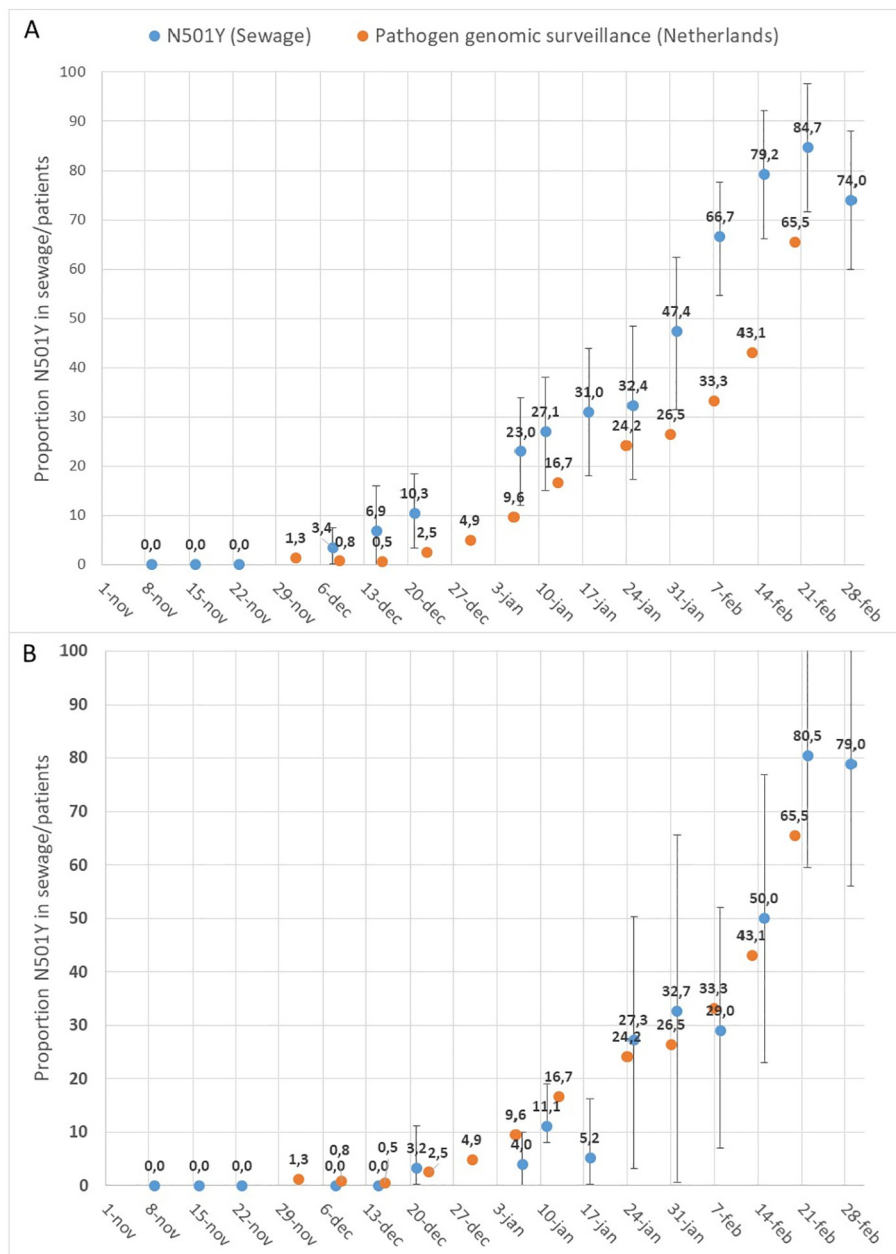 A
N501Y (Sewage) Pathogen genomic surveillance (Netherlands)
Proportion N501Y in sewage/patients
100
90
80
70
60
50
40
30
20
10
0
0,0 0,0 0,0 1,3 3,4 0,8 6,9 0,5 10,3 2,5 4,9 9,6 23,0 27,1 16,7 31,0 32,4 24,2 47,4 26,5 66,7 33,3 79,2 43,1 84,7 65,5 74,0
1-nov 8-nov 15-nov 22-nov 29-nov 6-dec 13-dec 20-dec 27-dec 3-jan 10-jan 17-jan 24-jan 31-jan 7-feb 14-feb 21-feb 28-feb
B
Proportion N501Y in sewage/patients
100
90
80
70
60
50
40
30
20
10
0
0,0 0,0 0,0 1,3 0,8 0,0 0,5 0,0 3,2 2,5 4,9 9,6 4,0 11,1 16,7 5,2 27,3 24,2 32,7 26,5 33,3 29,0 50,0 43,1 80,5 65,5 79,0
1-nov 8-nov 15-nov 22-nov 29-nov 6-dec 13-dec 20-dec 27-dec 3-jan 10-jan 17-jan 24-jan 31-jan 7-feb 14-feb 21-feb 28-feb